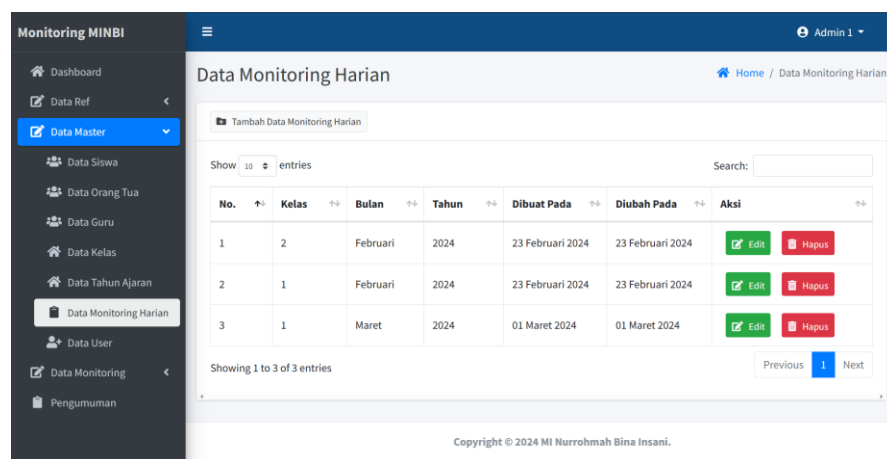 Monitoring MINBI
Admin 1
Dashboard
Data Ref
Data Master
Data Siswa
Data Orang Tua
Data Guru
Data Kelas
Data Tahun Ajaran
Data Monitoring Harian
Data User
Data Monitoring
Pengumuman
Data Monitoring Harian
Home / Data Monitoring Harian
Tambah Data Monitoring Harian
Show 10 entries Search:
No. Kelas Bulan Tahun Dibuat Pada Diubah Pada Aksi
1 2 Februari 2024 23 Februari 2024 23 Februari 2024 Edit Hapus
2 1 Februari 2024 23 Februari 2024 23 Februari 2024 Edit Hapus
3 1 Maret 2024 01 Maret 2024 01 Maret 2024 Edit Hapus
Showing 1 to 3 of 3 entries Previous 1 Next
Copyright © 2024 MI Nurrohmah Bina Insani.